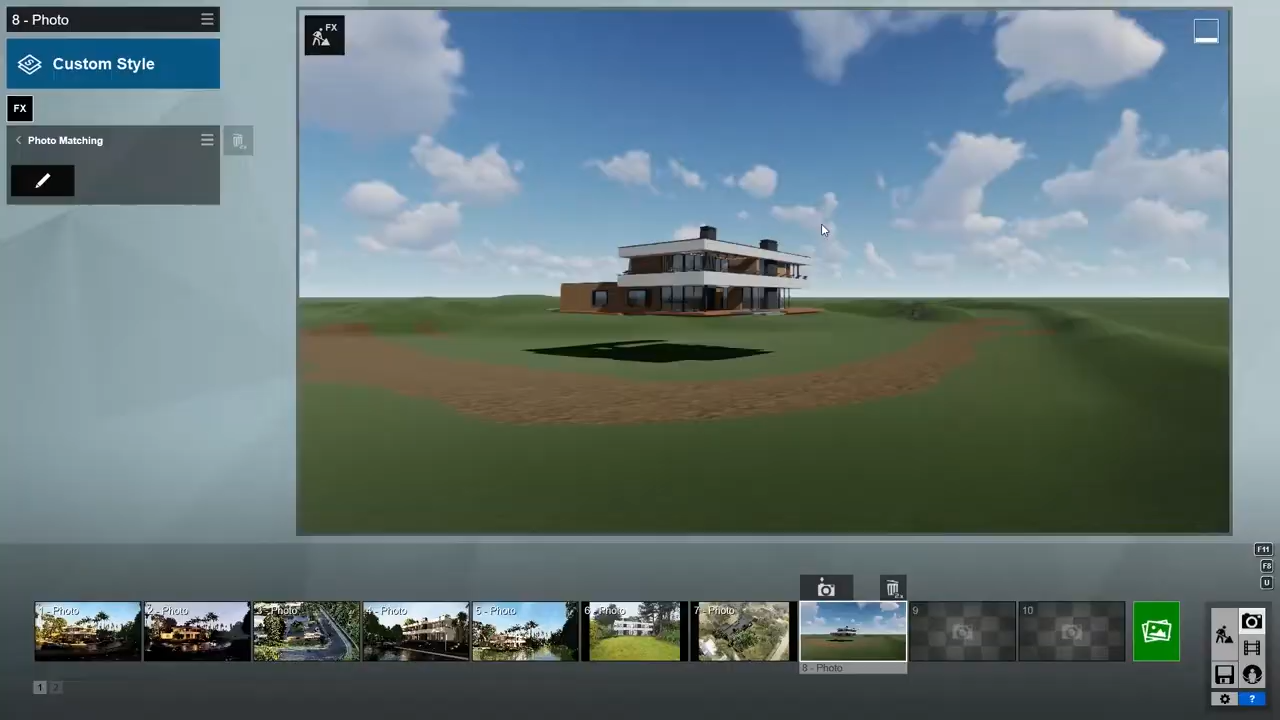 8 - Photo
Custom Style
FX
Photo Matching
FX
1 - Photo
2 - Photo
3 - Photo
4 - Photo
5 - Photo
6 - Photo
7 - Photo
9
10
8 - Photo
1
2
F11
F8
U
?